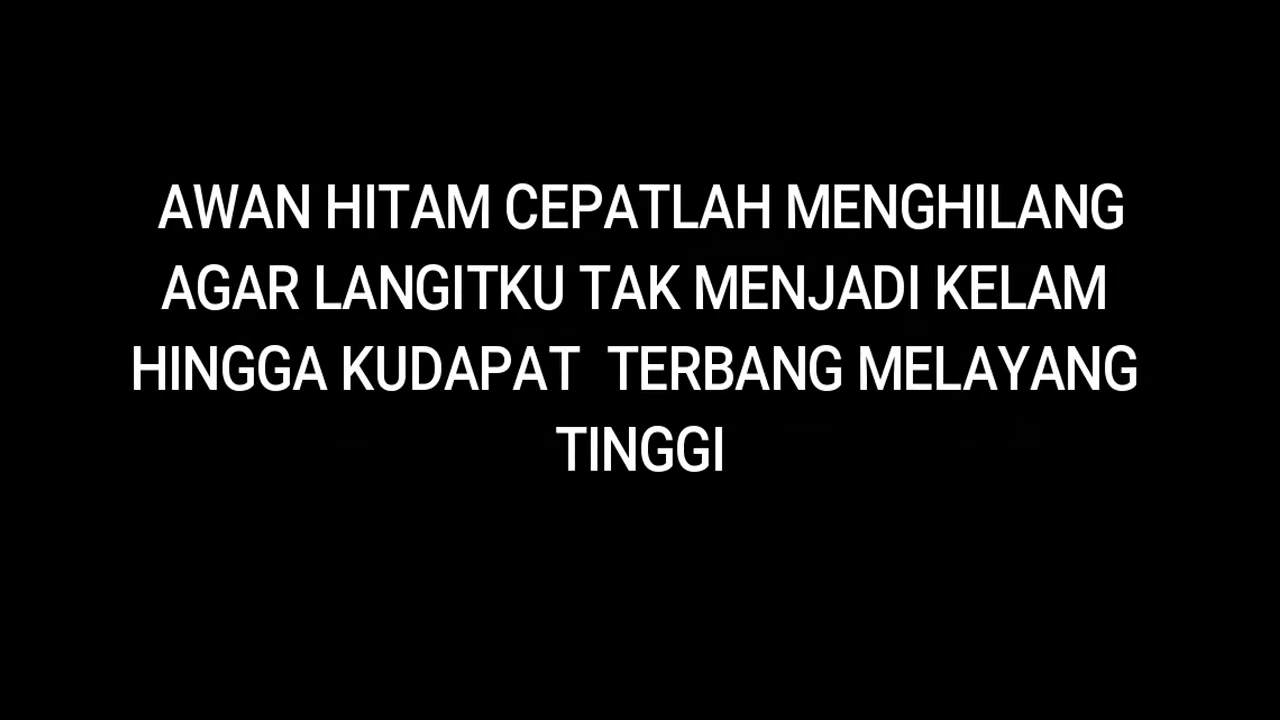 AWAN HITAM CEPATLAH MENGHILANG
AGAR LANGITKU TAK MENJADI KELAM
HINGGA KUDAPAT  TERBANG MELAYANG
TINGGI